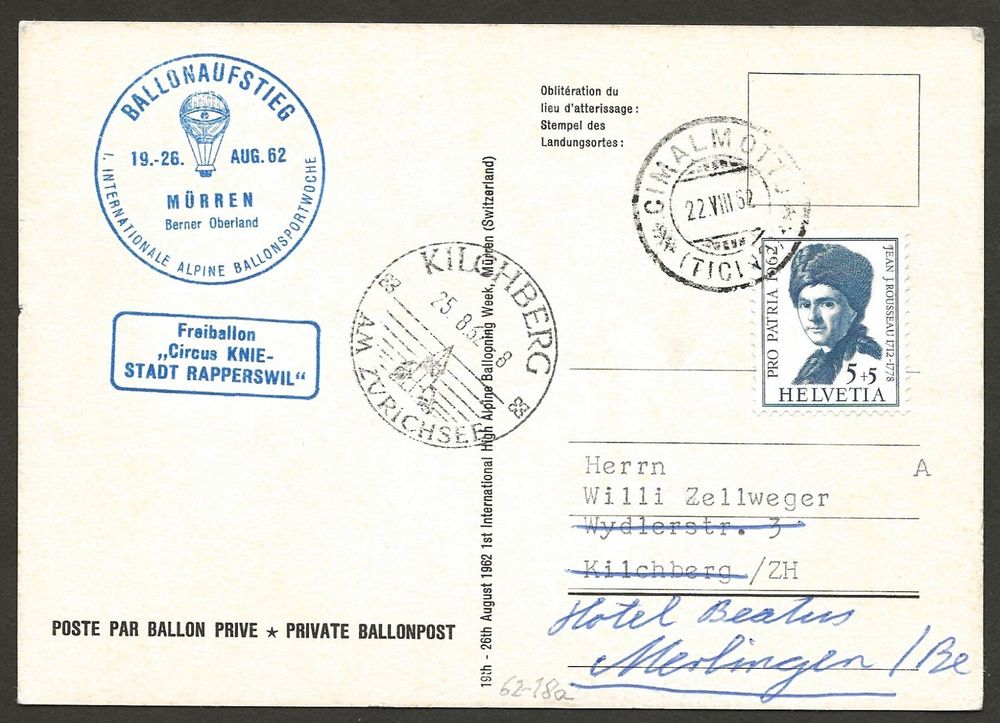 BALLONAUFSTIEG
19.-26. AUG. 62
MÜRREN
Berner Oberland
I. INTERNATIONALE ALPINE BALLONSPORTWOCHE
Freiballon
„Circus KNIE-
STADT RAPPERSWIL“
KILCHBERG
25.8.62
8
AM ZÜRICHSEE
19th - 26th August 1962 1st International High Alpine Ballooning Week, Mürren (Switzerland)
Oblitération du
lieu d'atterissage :
Stempel des
Landungsortes :
CIMALMOTTO
22.VIII 62
(TICINO)
PRO PATRIA 1962
JEAN J. ROUSSEAU 1712-1778
5+5
HELVETIA
Herrn A
Willi Zellweger
Wydlerstr. 3
Kilchberg /ZH
Hotel Beatus
Merlingen / Be
POSTE PAR BALLON PRIVE ★ PRIVATE BALLONPOST
62-18a